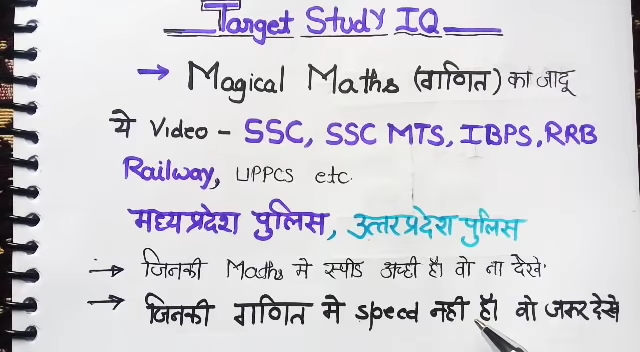 Target Study IQ
→ Magical Maths (गणित) का जादू
ये Video - SSC, SSC MTS, IBPS, RRB
Railway, UPPCS etc.
मध्यप्रदेश पुलिस, उत्तरप्रदेश पुलिस
→ जिनकी Maths मे स्पीड अच्छी है। वो ना देखे
→ जिनकी गणित मे speed नही है। वो जरूर देखे